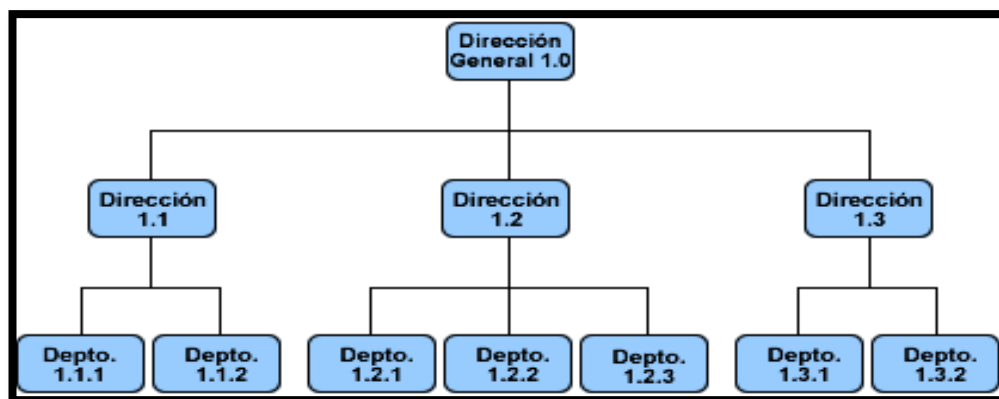 Dirección
General 1.0
Dirección
1.1
Dirección
1.2
Dirección
1.3
Depto.
1.1.1
Depto.
1.1.2
Depto.
1.2.1
Depto.
1.2.2
Depto.
1.2.3
Depto.
1.3.1
Depto.
1.3.2